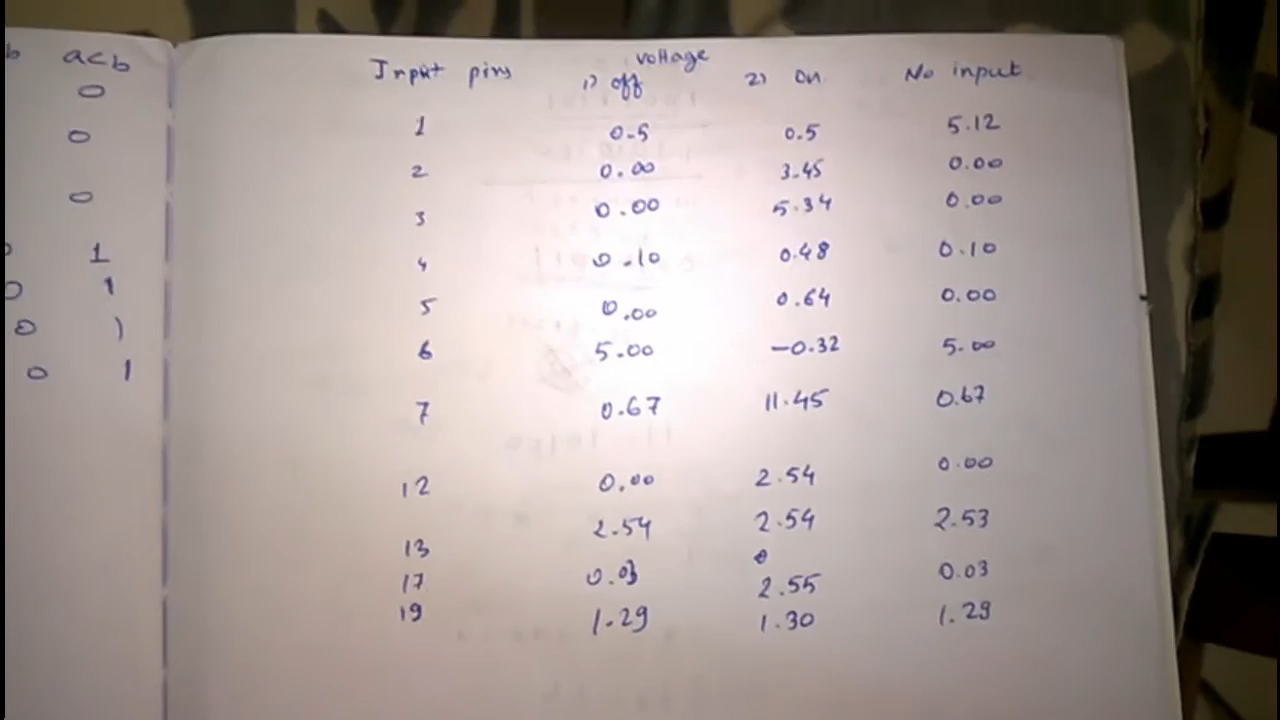 b acb
0
0
0
0 1
0 1
0 1
0 1
voltage
Input pins 1) off 2) on No input
1 0.5 0.5 5.12
2 0.00 3.45 0.00
3 0.00 5.34 0.00
4 0.10 0.48 0.10
5 0.00 0.64 0.00
6 5.00 -0.32 5.00
7 0.67 11.45 0.67
12 0.00 2.54 0.00
13 2.54 2.54 2.53
17 0.03 2.55 0.03
19 1.29 1.30 1.29